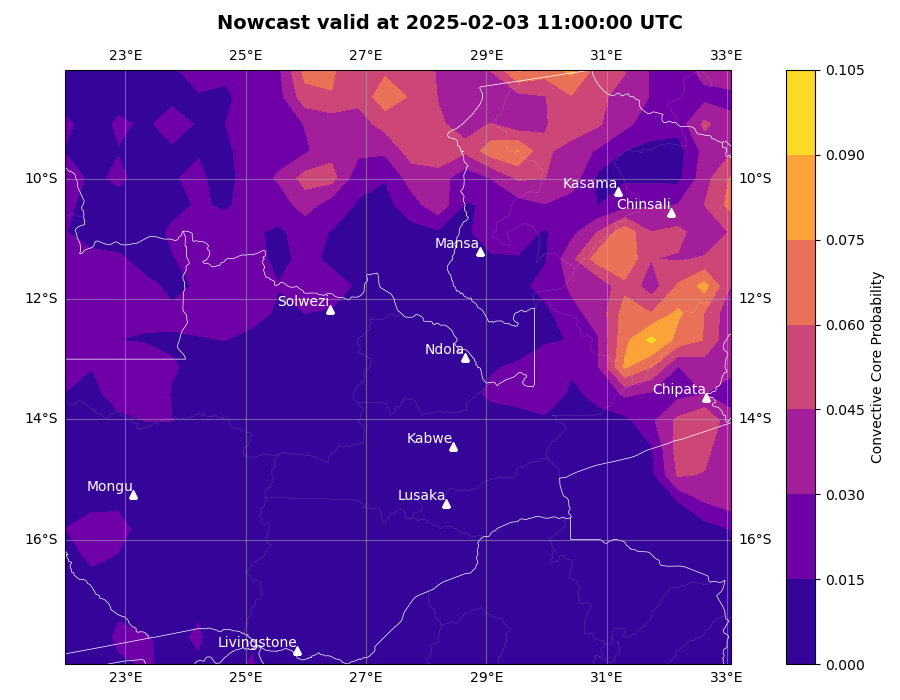 Nowcast valid at 2025-02-03 11:00:00 UTC
23°E 25°E 27°E 29°E 31°E 33°E
0.105
0.090
10°S Kasama 10°S
Chinsali
0.075
Mansa
12°S Solwezi 12°S
0.060
Ndola
Chipata
14°S 14°S
0.045
Kabwe
Mongu
Lusaka
0.030
16°S 16°S
0.015
Livingstone
0.000
23°E 25°E 27°E 29°E 31°E 33°E
Convective Core Probability